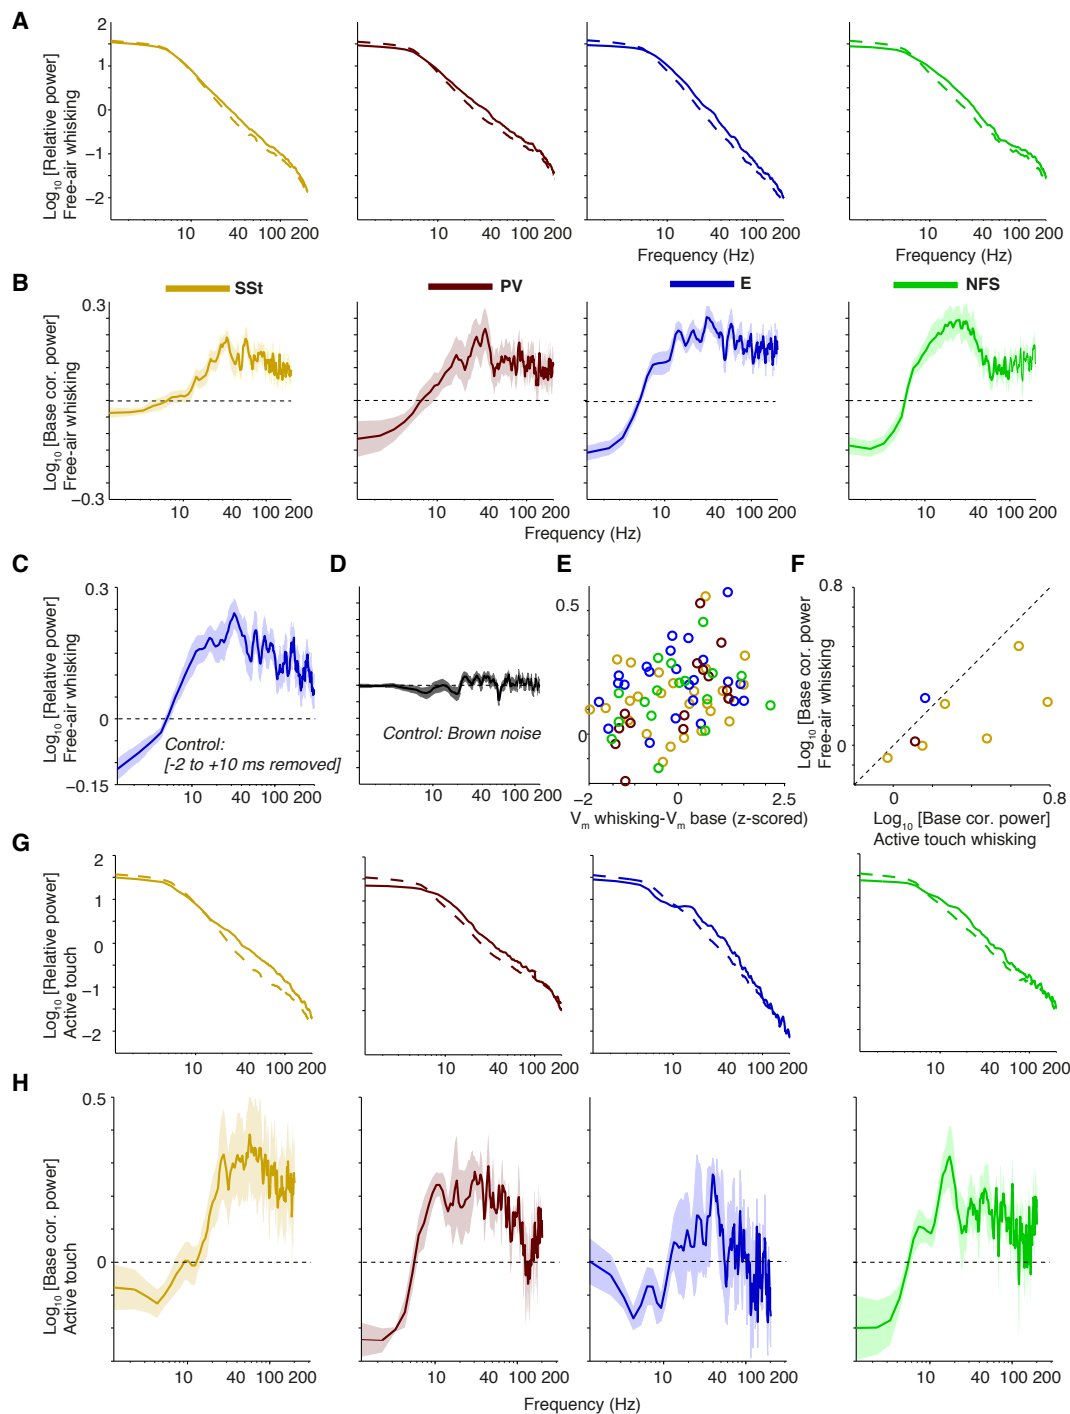 A
Log10 [Relative power]
Free-air whisking
2
1
0
−1
−2
10 40 100 200
10 40 100 200
10 40 100 200
10 40 100 200
Frequency (Hz)
Frequency (Hz)
B
SSt
PV
E
NFS
Log10 [Base cor. power]
Free-air whisking
0.3
−0.3
10 40 100 200
10 40 100 200
10 40 100 200
10 40 100 200
Frequency (Hz)
C
Log10 [Relative power]
Free-air whisking
0.3
0
−0.15
Control:
[-2 to +10 ms removed]
10 40 100 200
D
Control: Brown noise
10 40 100 200
E
0.5
0
−2 0 2.5
Vm whisking-Vm base (z-scored)
F
Log10 [Base cor. power
Free-air whisking
0.8
0
0 0.8
Log10 [Base cor. power]
Active touch whisking
G
Log10 [Relative power]
Active touch
2
1
0
−1
−2
10 40 100 200
10 40 100 200
10 40 100 200
10 40 100 200
H
Log10 [Base cor. power]
Active touch
0.5
0
10 40 100 200
10 40 100 200
10 40 100 200
10 40 100 200
Frequency (Hz)